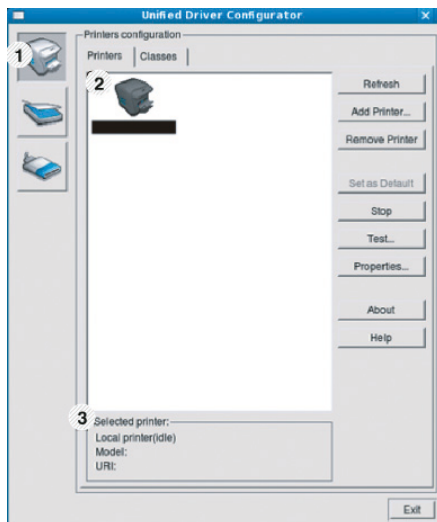 Unified Driver Configurator
Printers configuration
Printers Classes
1
2
Refresh
Add Printer...
Remove Printer
Set as Default
Stop
Test...
Properties...
About
Help
3
Selected printer:
Local printer(idle)
Model:
URI:
Exit